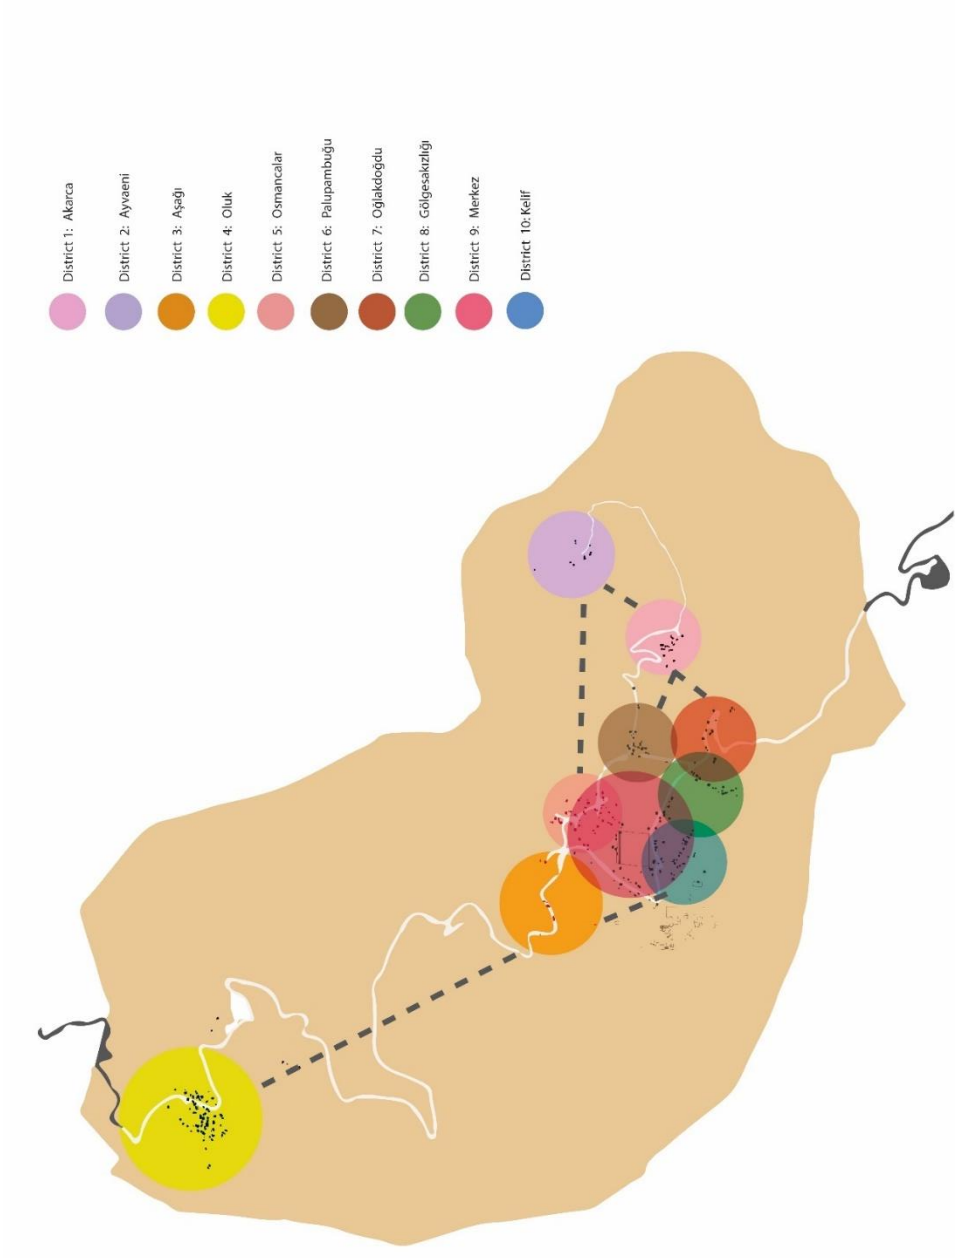 District 1: Akarca
District 2: Ayvaeni
District 3: Aşağı
District 4: Oluk
District 5: Osmancalar
District 6: Palupambuğu
District 7: Oğlakdoğdu
District 8: Gölgesakızlığı
District 9: Merkez
District 10: Kelif